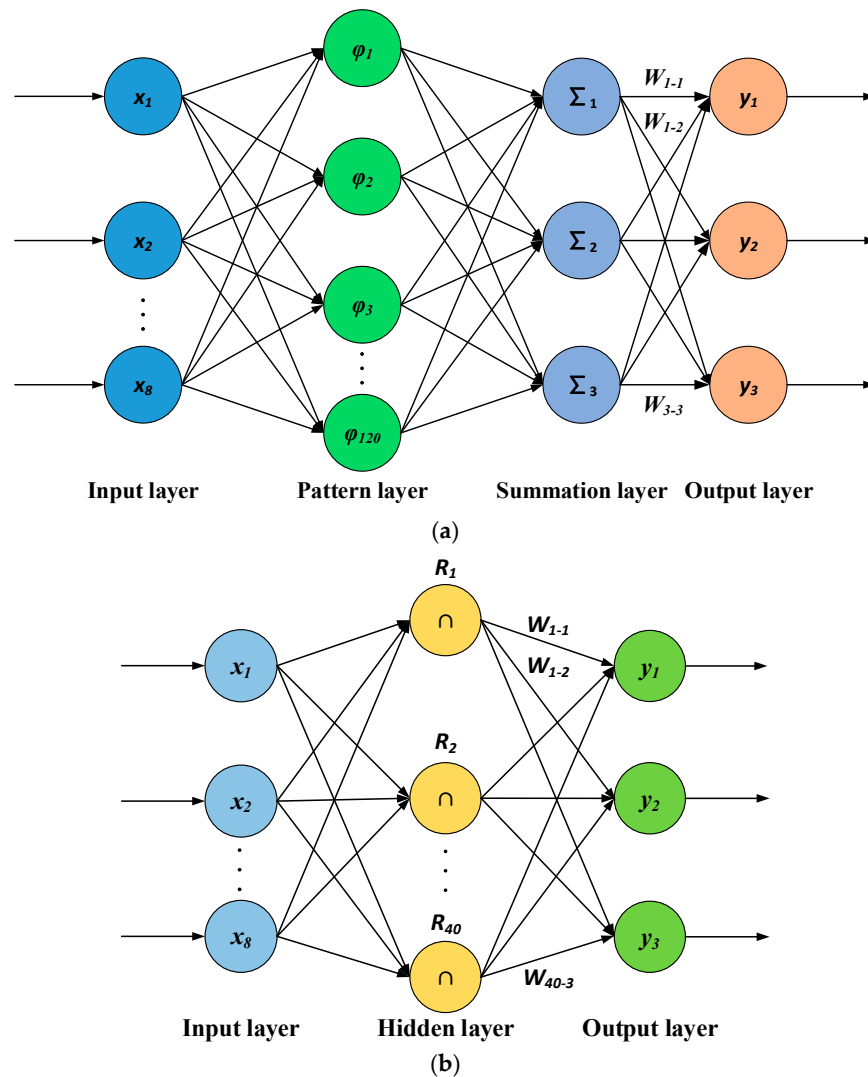 φ1
x1 Σ1 W1-1 y1
W1-2
φ2
x2 Σ2 y2
φ3
x8 Σ3 W3-3 y3
φ120
Input layer Pattern layer Summation layer Output layer
(a)
R1
∩
W1-1
x1 W1-2 y1
R2
x2 ∩ y2
R40
x8 y3
∩ W40-3
Input layer Hidden layer Output layer
(b)